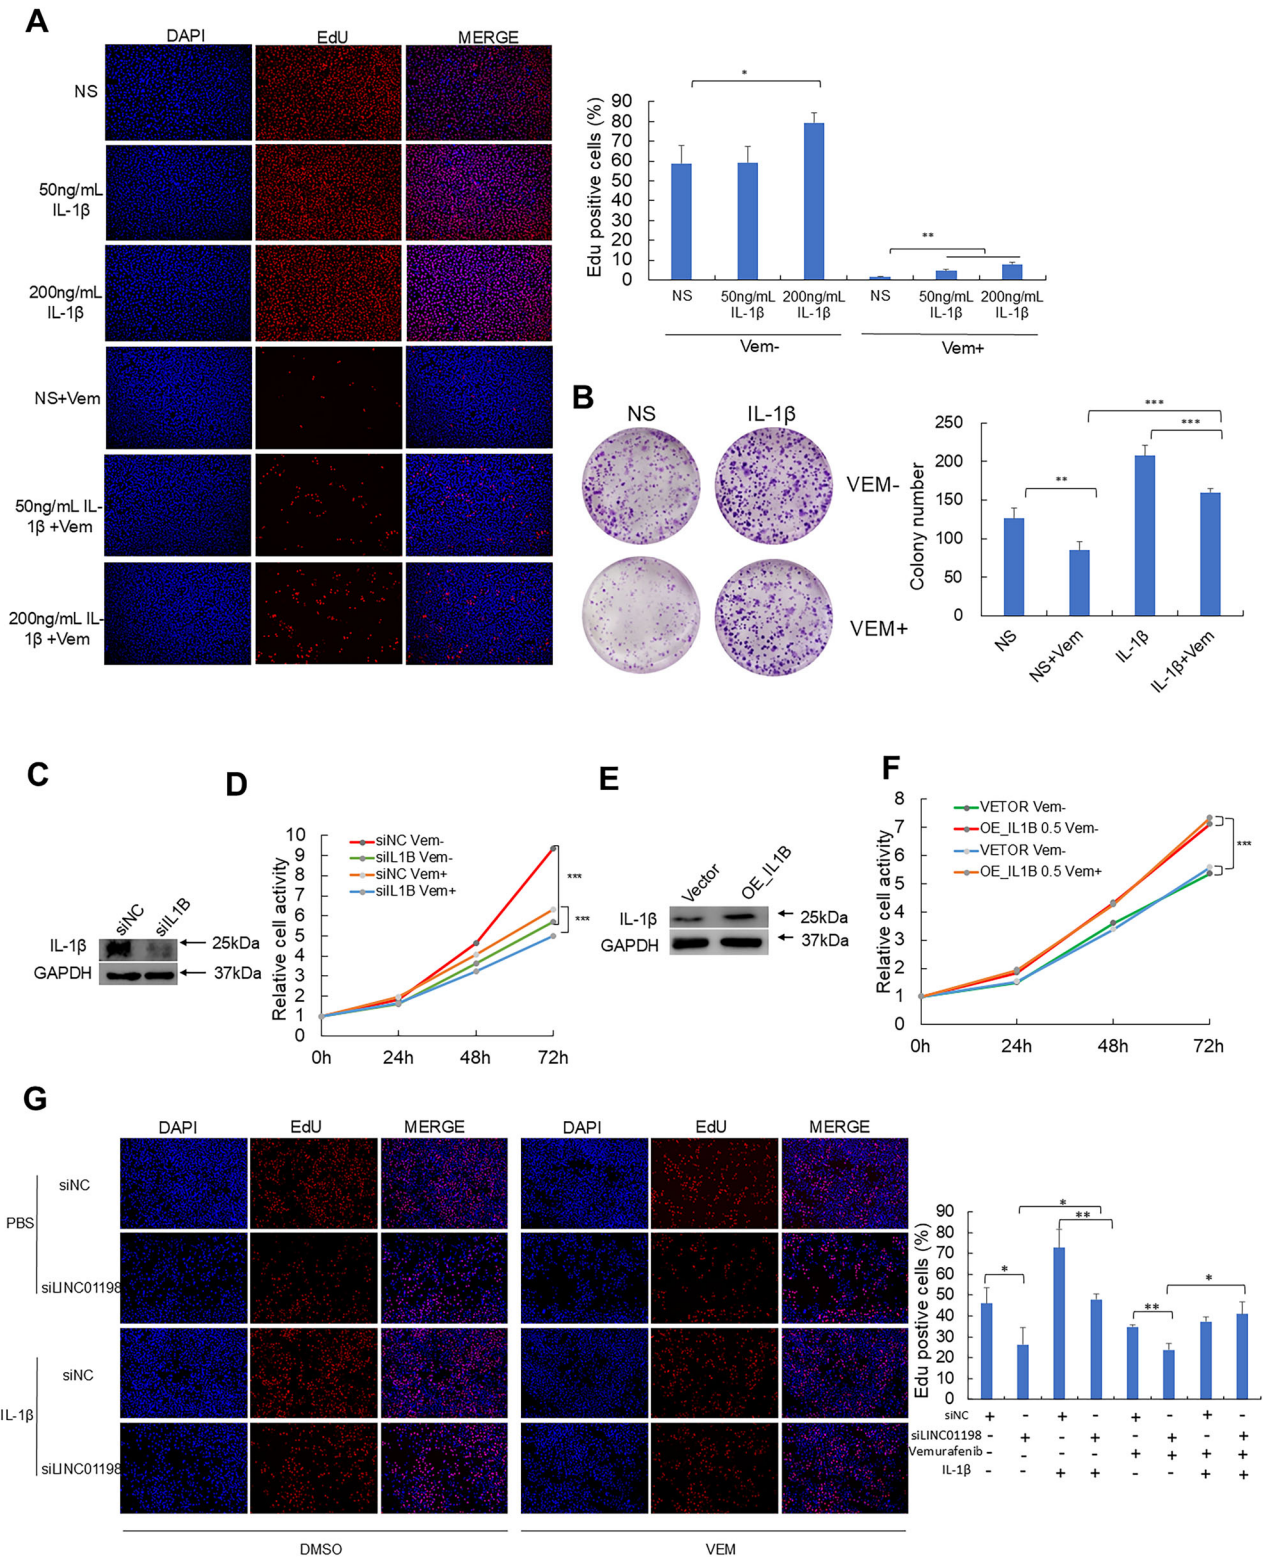 A
DAPI EdU MERGE
NS
50ng/mL
IL-1β
200ng/mL
IL-1β
NS+Vem
50ng/mL IL-
1β +Vem
200ng/mL IL-
1β +Vem
Edu positive cells (%)
90
80
70
60
50
40
30
20
10
0
*
**
NS 50ng/mL 200ng/mL NS 50ng/mL 200ng/mL
IL-1β IL-1β IL-1β IL-1β
Vem- Vem+
B
NS IL-1β
VEM-
VEM+
Colony number
250
200
150
100
50
0
**
***
***
NS NS+Vem IL-1β IL-1β+Vem
C
siNC siIL1B
IL-1β 25kDa
GAPDH 37kDa
D
Relative cell activity
10
9
8
7
6
5
4
3
2
1
0
siNC Vem-
siIL1B Vem-
siNC Vem+
siIL1B Vem+
***
***
0h 24h 48h 72h
E
Vector OE_IL1B
IL-1β 25kDa
GAPDH 37kDa
F
Relative cell activity
8
7
6
5
4
3
2
1
0
VETOR Vem-
OE_IL1B 0.5 Vem-
VETOR Vem-
OE_IL1B 0.5 Vem+
***
0h 24h 48h 72h
G
DAPI EdU MERGE DAPI EdU MERGE
PBS
siNC
siLINC01198
IL-1β
siNC
siLINC01198
DMSO VEM
Edu postive cells (%)
90
80
70
60
50
40
30
20
10
0
*
*
**
**
*
siNC + - + - + - + -
siLINC01198 - + - + - + - +
Vemurafenib - - - - + + + +
IL-1β - - + + - - + +